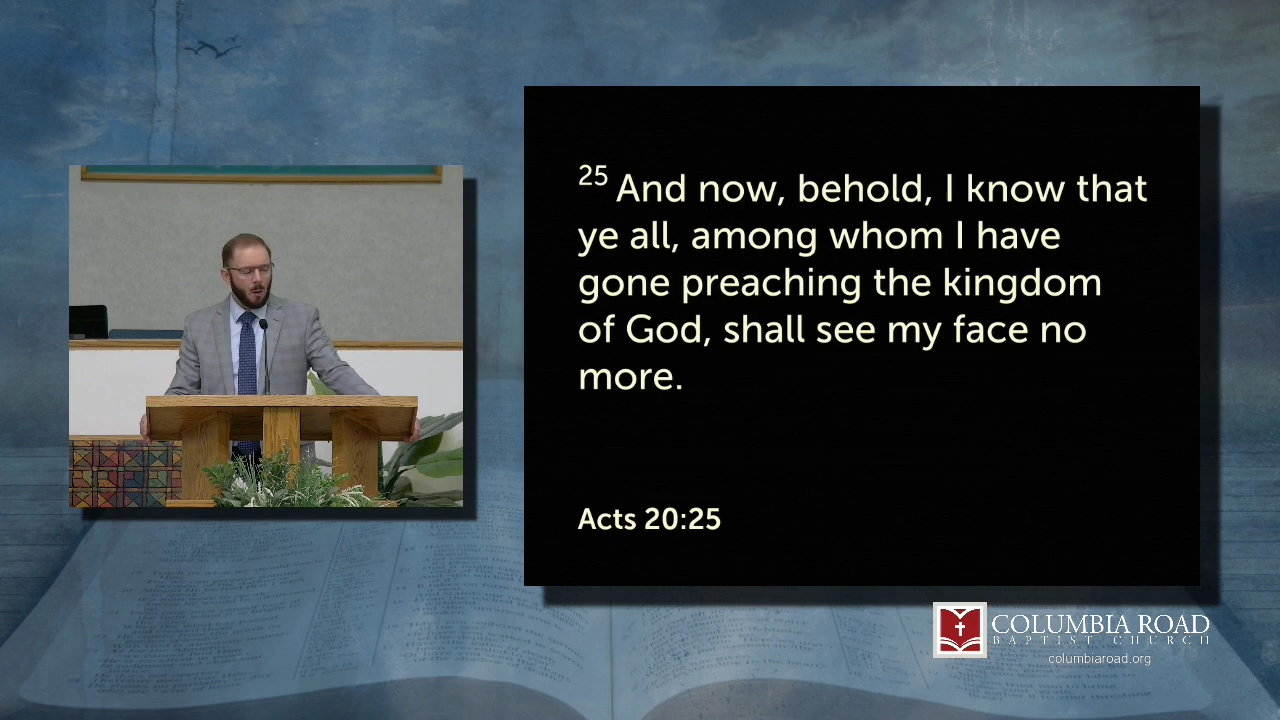 25 And now, behold, I know that
ye all, among whom I have
gone preaching the kingdom
of God, shall see my face no
more.
Acts 20:25
COLUMBIA ROAD
BAPTIST CHURCH
columbiaroad.org